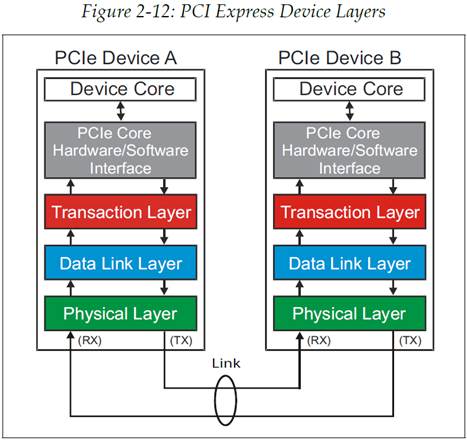 Figure 2-12: PCI Express Device Layers
PCIe Device A
Device Core
PCIe Core
Hardware/Software
Interface
Transaction Layer
Data Link Layer
Physical Layer
(RX)
(TX)
PCIe Device B
Device Core
PCIe Core
Hardware/Software
Interface
Transaction Layer
Data Link Layer
Physical Layer
(RX)
(TX)
Link